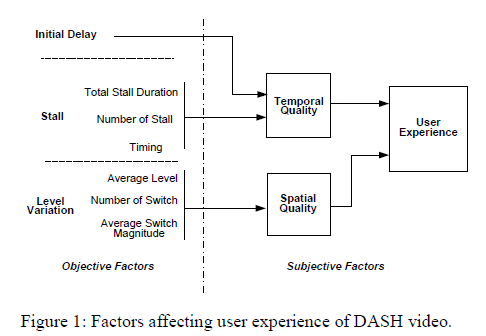 Initial Delay
Total Stall Duration
Stall
Number of Stall
Timing
Average Level
Level
Variation
Number of Switch
Average Switch
Magnitude
Temporal
Quality
Spatial
Quality
User
Experience
Objective Factors
Subjective Factors
Figure 1: Factors affecting user experience of DASH video.